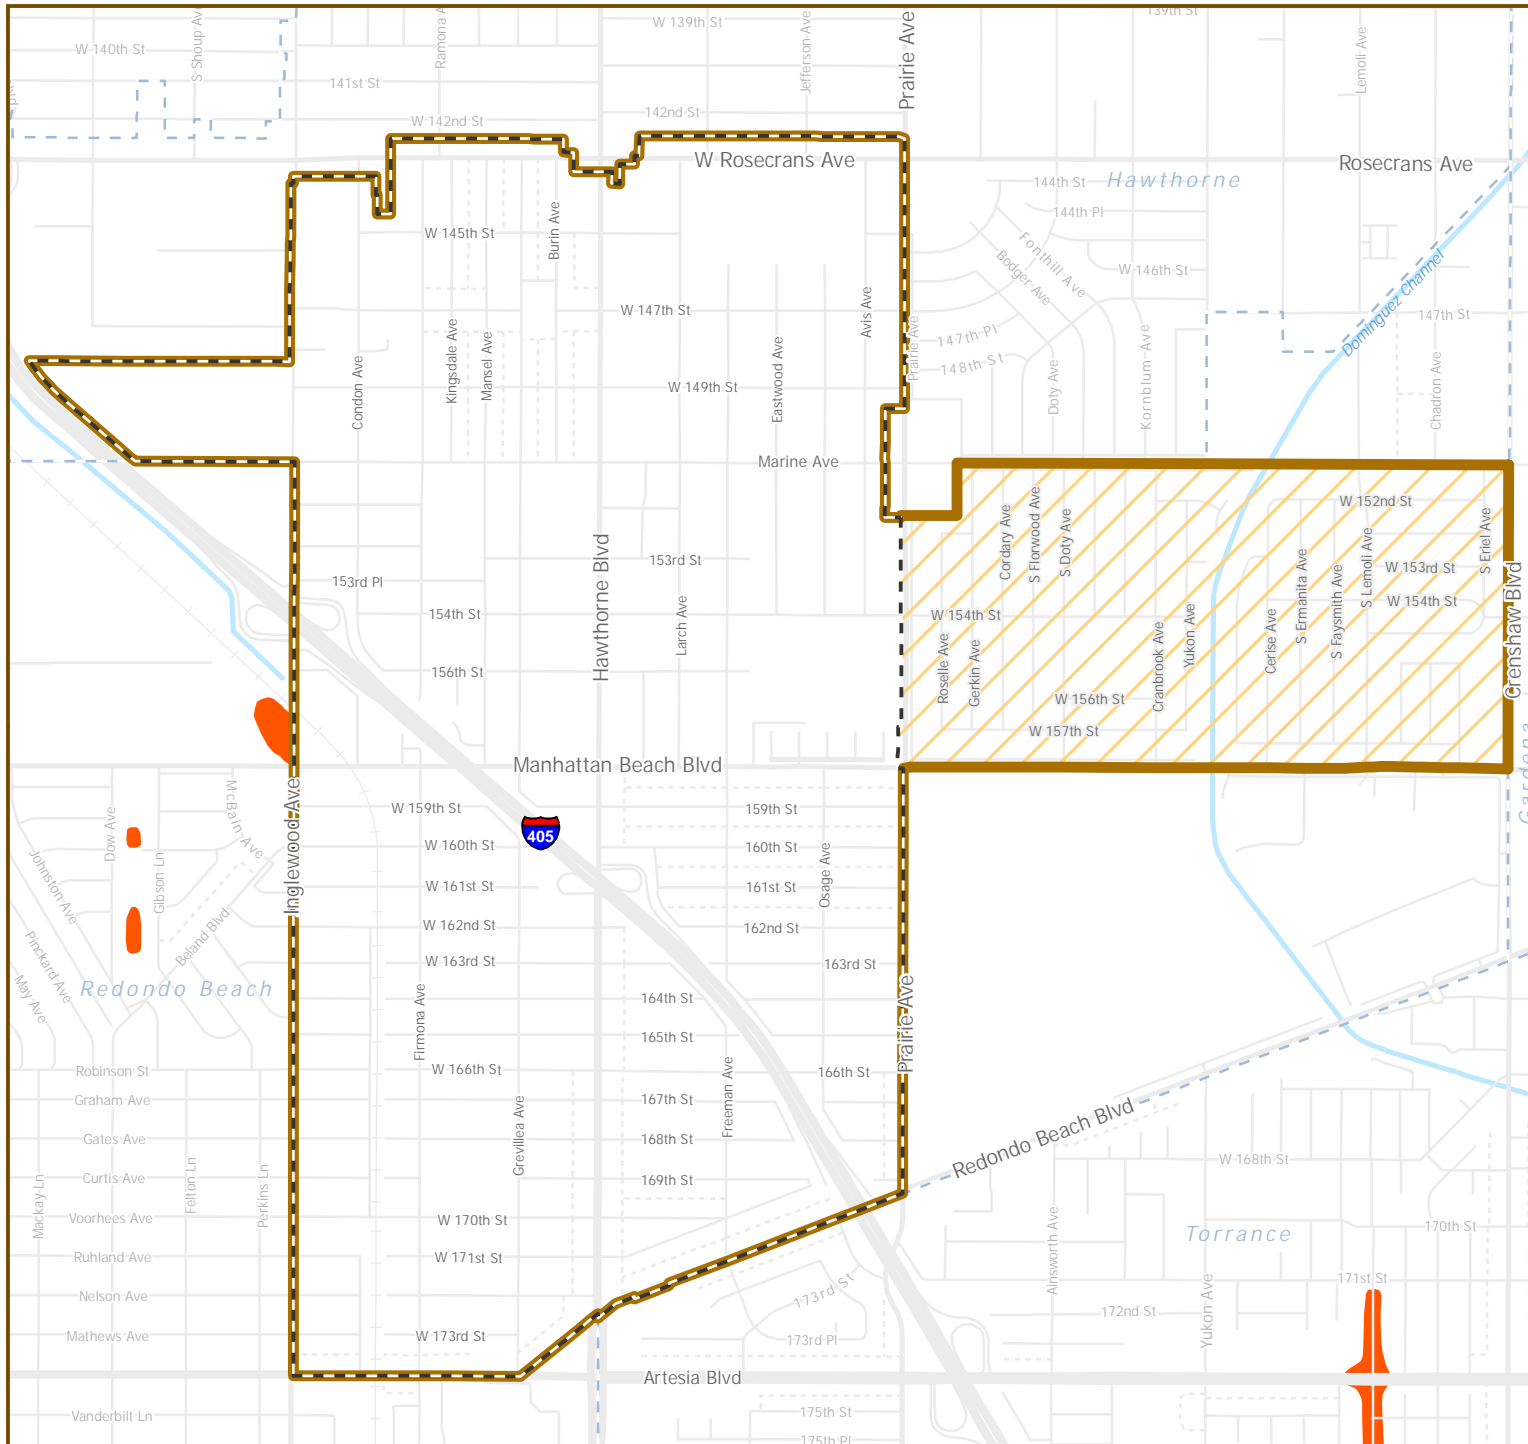 139th St
W 139th St
W 140th St
S Shoup Ave
Ramona A
Jefferson Ave
Prairie Ave
Lemoli Ave
141st St
142nd St
W 142nd St
W Rosecrans Ave
Rosecrans Ave
Hawthorne
144th St
144th Pl
Fonthill Ave
Bodger Ave
W 146th St
Dominguez Channel
W 145th St
Burin Ave
W 147th St
Avis Ave
Prairie Ave
147th Pl
147th St
148th St
Kingsdale Ave
Mansel Ave
Condon Ave
Eastwood Ave
W 149th St
Doty Ave
Kornblum Ave
Chadron Ave
Marine Ave
W 152nd St
Cordary Ave
S Florwood Ave
S Doty Ave
S Eriel Ave
S Lemoli Ave
S Ermanita Ave
S Faysmith Ave
W 153rd St
W 154th St
Crenshaw Blvd
153rd St
153rd Pl
Hawthorne Blvd
154th St
Larch Ave
W 154th St
Roselle Ave
Gerkin Ave
Cranbrook Ave
Yukon Ave
Cerise Ave
156th St
W 156th St
W 157th St
Gardena
Manhattan Beach Blvd
Inglewood Ave
McBain Ave
Dow Ave
Gibson Ln
Johnston Ave
W 159th St
159th St
405
W 160th St
160th St
Osage Ave
W 161st St
161st St
W 162nd St
162nd St
Beland Blvd
Pinckard Ave
May Ave
W 163rd St
163rd St
Redondo Beach
164th St
Firmona Ave
Prairie Ave
165th St
Robinson St
W 166th St
166th St
Freeman Ave
Graham Ave
167th St
Grevillea Ave
Redondo Beach Blvd
Gates Ave
168th St
W 168th St
Curtis Ave
169th St
Mackay Ln
Felton Ln
Perkins Ln
Voorhees Ave
W 170th St
170th St
Torrance
Ainsworth Ave
Ruhland Ave
W 171st St
171st St
Nelson Ave
173rd St
172nd St
Yukon Ave
Mathews Ave
W 173rd St
173rd Pl
Artesia Blvd
Vanderbilt Ln
175th St
175th Pl